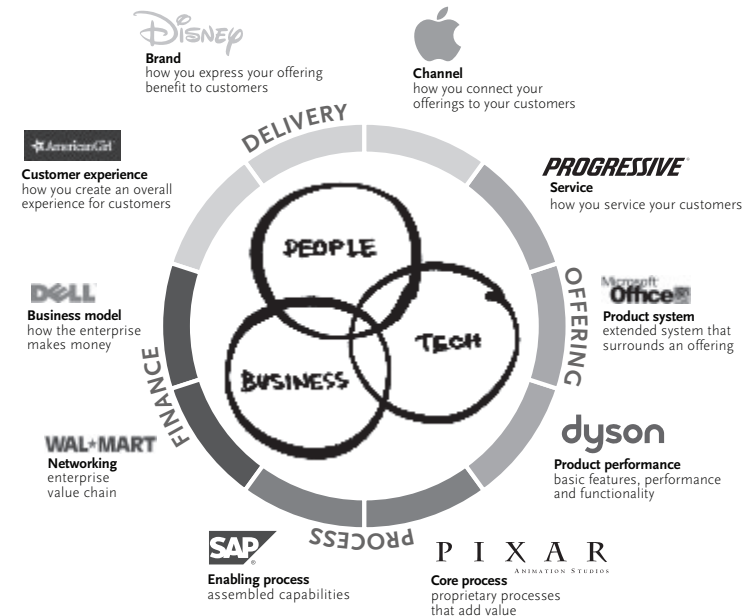 DISNEY
Brand
how you express your offering
benefit to customers
Channel
how you connect your
offerings to your customers
DELIVERY
AmericanGirl
Customer experience
how you create an overall
experience for customers
PROGRESSIVE
Service
how you service your customers
PEOPLE
TECH
BUSINESS
OFFERING
Microsoft
Office
Product system
extended system that
surrounds an offering
DELL
Business model
how the enterprise
makes money
FINANCE
WAL★MART
Networking
enterprise
value chain
dyson
Product performance
basic features, performance
and functionality
PROCESS
SAP
Enabling process
assembled capabilities
PIXAR
ANIMATION STUDIOS
Core process
proprietary processes
that add value